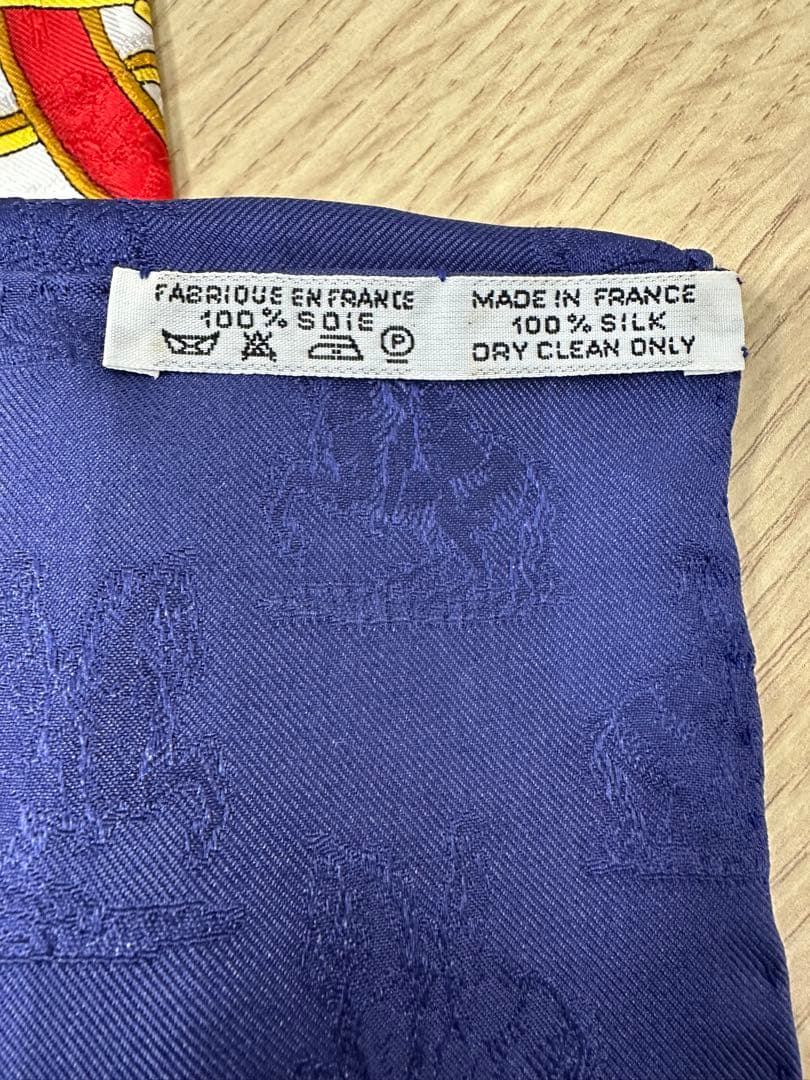 FABRIQUE EN FRANCE
100% SOIE
P
MADE IN FRANCE
100% SILK
DRY CLEAN ONLY